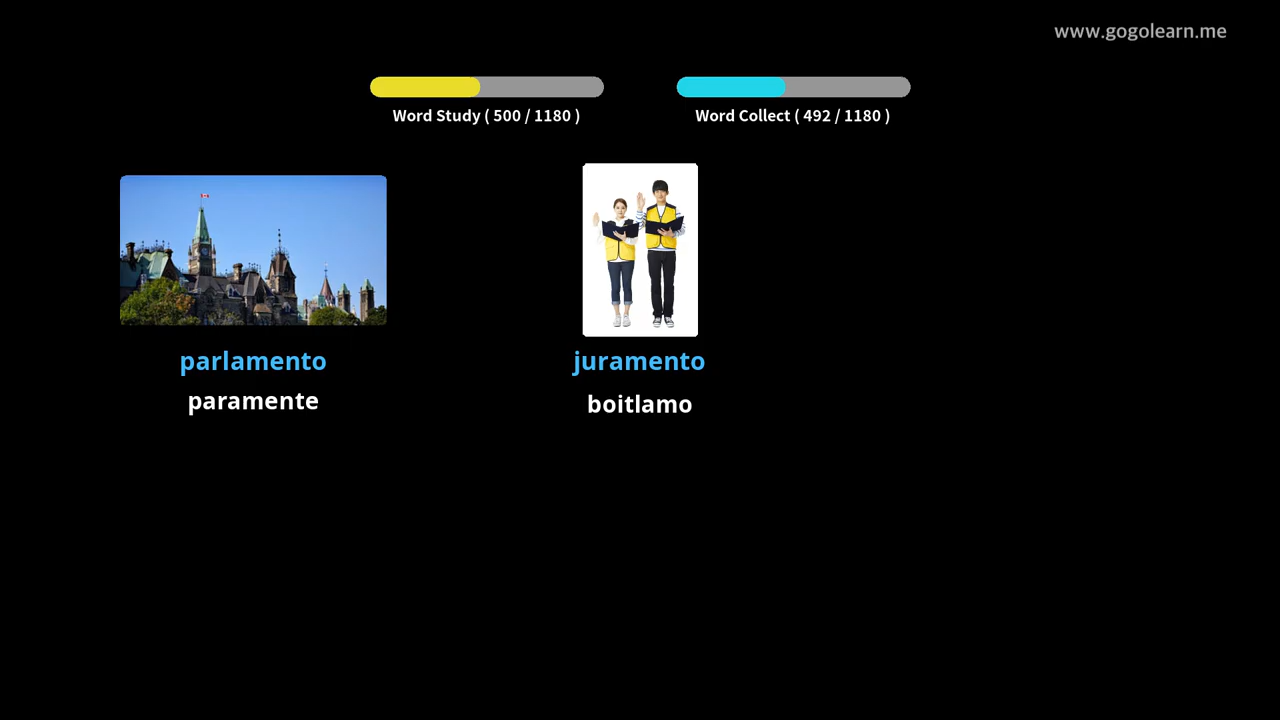 www.gogolearn.me
Word Study ( 500 / 1180 )
Word Collect ( 492 / 1180 )
parlamento
juramento
paramente
boitlamo